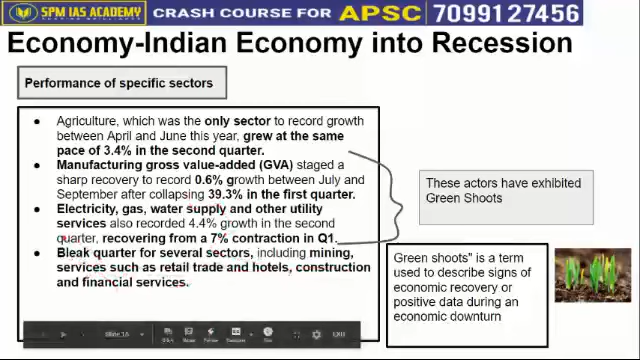 SPM IAS ACADEMY
CRASH COURSE FOR APSC 7099127456
Economy-Indian Economy into Recession
Performance of specific sectors
● Agriculture, which was the only sector to record growth
between April and June this year, grew at the same
pace of 3.4% in the second quarter.
● Manufacturing gross value-added (GVA) staged a
sharp recovery to record 0.6% growth between July and
September after collapsing 39.3% in the first quarter.
● Electricity, gas, water supply and other utility
services also recorded 4.4% growth in the second
quarter, recovering from a 7% contraction in Q1.
● Bleak quarter for several sectors, including mining,
services such as retail trade and hotels, construction
and financial services.
These actors have exhibited
Green Shoots
Green shoots" is a term
used to describe signs of
economic recovery or
positive data during an
economic downturn
EXIT